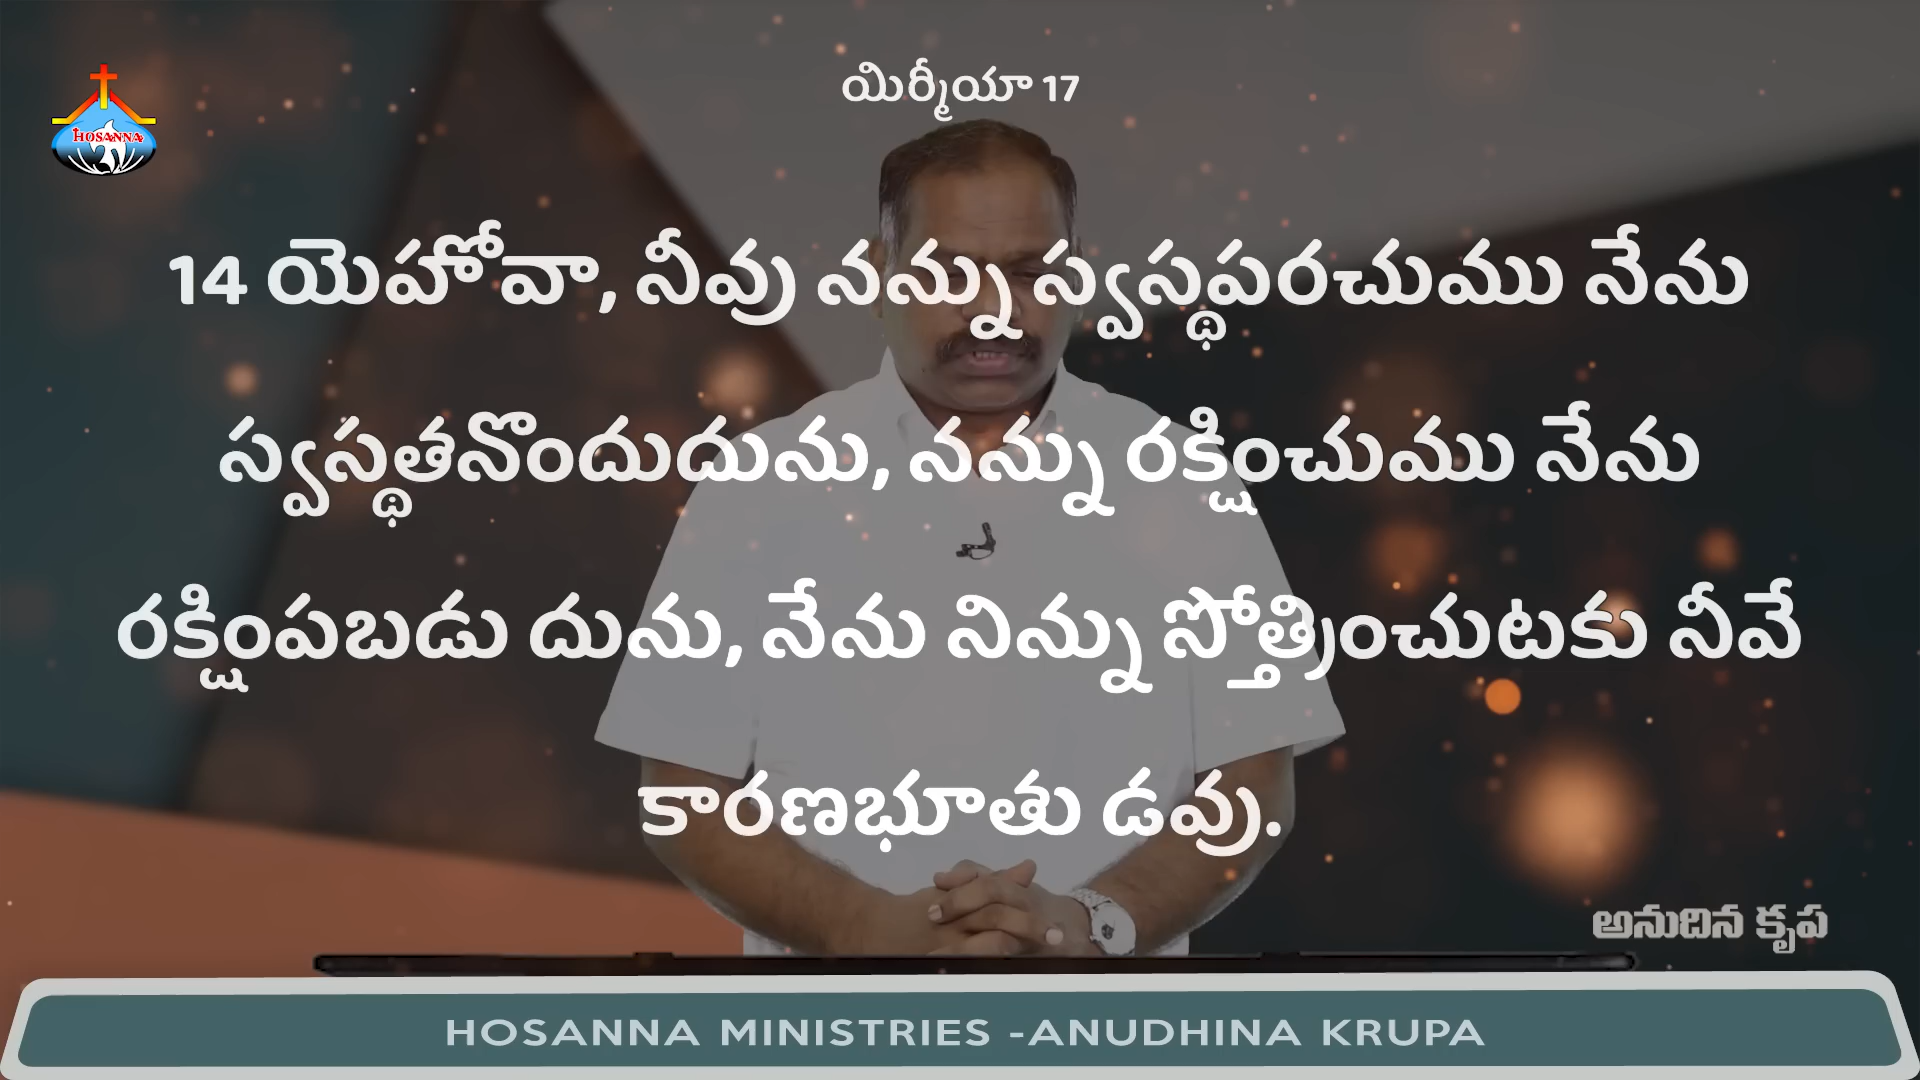 యిర్మీయా 17
HOSANNA
14 యెహోవా, నీవు నన్ను స్వస్థపరచుము నేను
స్వస్థతనొందుదును, నన్ను రక్షించుము నేను
రక్షింపబడు దును, నేను నిన్ను స్తోత్రించుటకు నీవే
కారణభూతు డవు.
అనుదిన కృప
HOSANNA MINISTRIES -ANUDHINA KRUPA